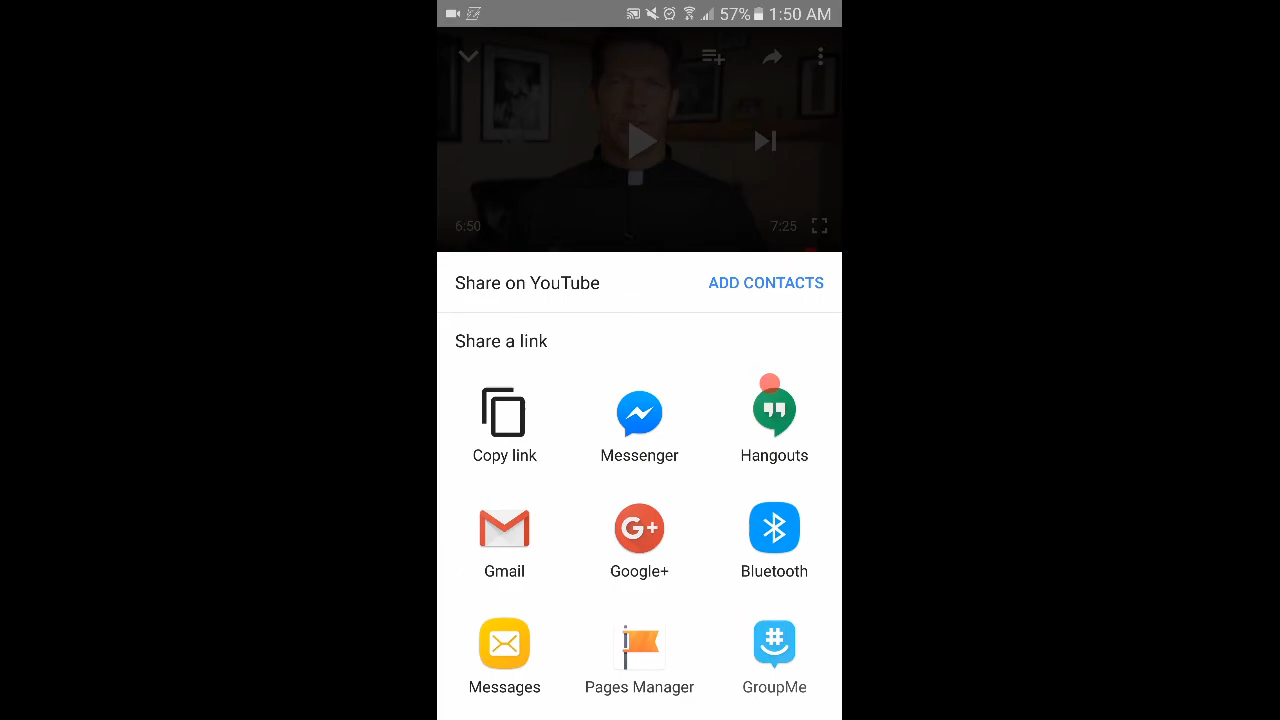 57% 1:50 AM
6:50 7:25
Share on YouTube ADD CONTACTS
Share a link
Copy link Messenger Hangouts
G+
Gmail Google+ Bluetooth
#
Messages Pages Manager GroupMe